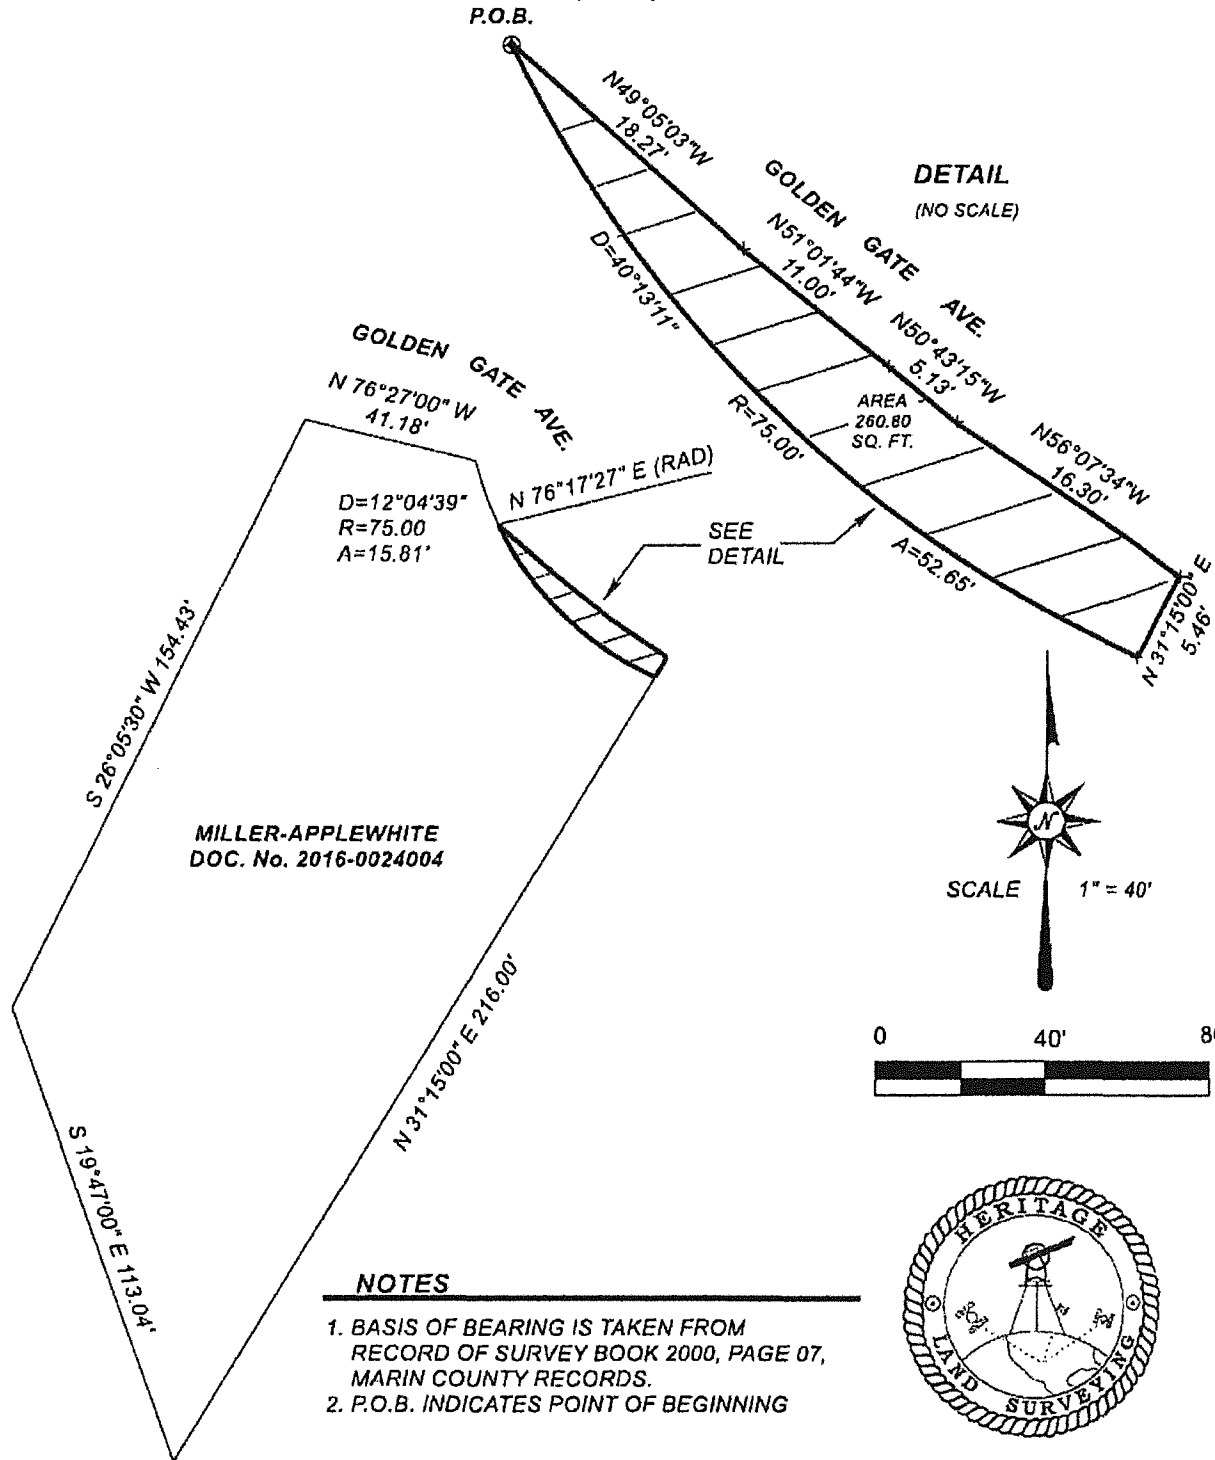 P.O.B.
N49°05'03"W
18.27'
GOLDEN GATE AVE.
N51°01'44"W
11.00'
N50°43'15"W
5.13'
N56°07'34"W
16.30'
DETAIL
(NO SCALE)
D=40°13'11"
R=75.00'
A=52.65'
AREA
260.80
SQ. FT.
N 31°15'00" E
5.46'
GOLDEN GATE AVE.
N 76°27'00" W
41.18'
D=12°04'39"
R=75.00
A=15.81'
N 76°17'27" E (RAD)
SEE
DETAIL
S 26°05'30" W 154.43'
MILLER-APPLEWHITE
DOC. No. 2016-0024004
N 31°15'00" E 216.00'
S 19°47'00" E 113.04'
N
SCALE 1" = 40'
0 40'
NOTES
1. BASIS OF BEARING IS TAKEN FROM
RECORD OF SURVEY BOOK 2000, PAGE 07,
MARIN COUNTY RECORDS.
2. P.O.B. INDICATES POINT OF BEGINNING
HERITAGE
LAND SURVEYING